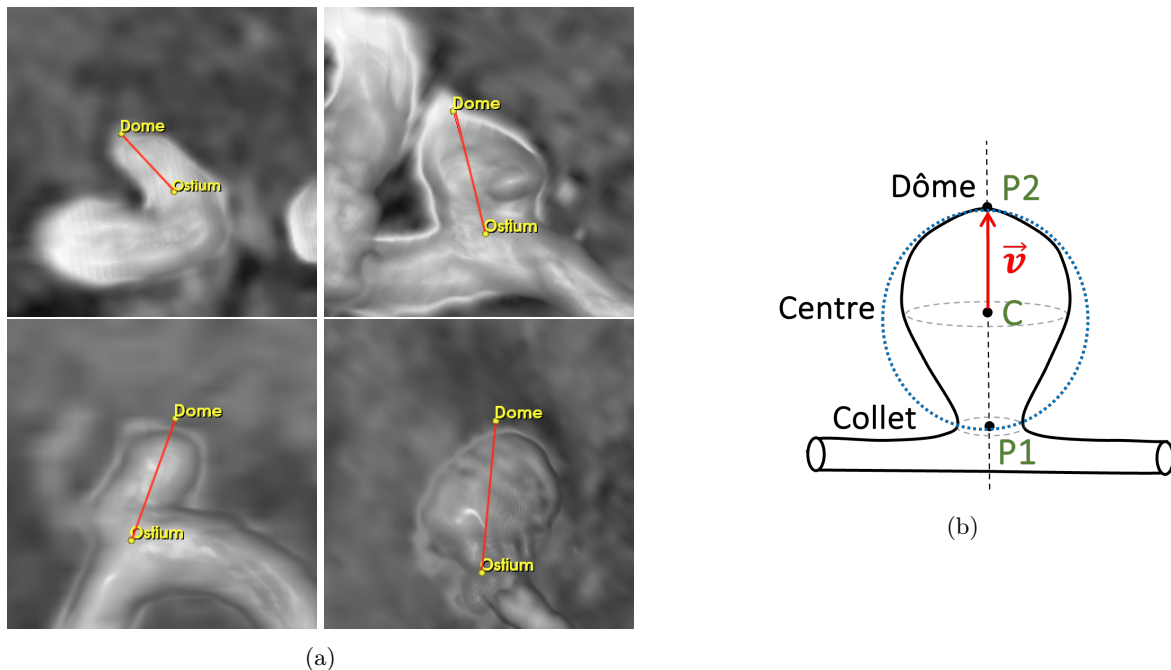 Dome
Ostium
Dome
Ostium
Dome
Ostium
Dome
Ostium
(a)
Dôme P2
v
Centre C
Collet
P1
(b)